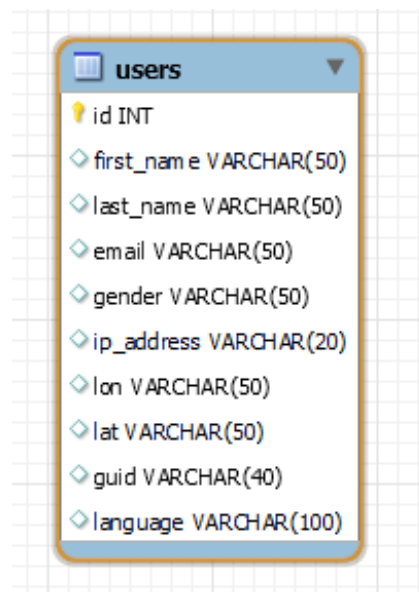 users
id INT
first_name VARCHAR(50)
last_name VARCHAR(50)
email VARCHAR(50)
gender VARCHAR(50)
ip_address VARCHAR(20)
lon VARCHAR(50)
lat VARCHAR(50)
guid VARCHAR(40)
language VARCHAR(100)